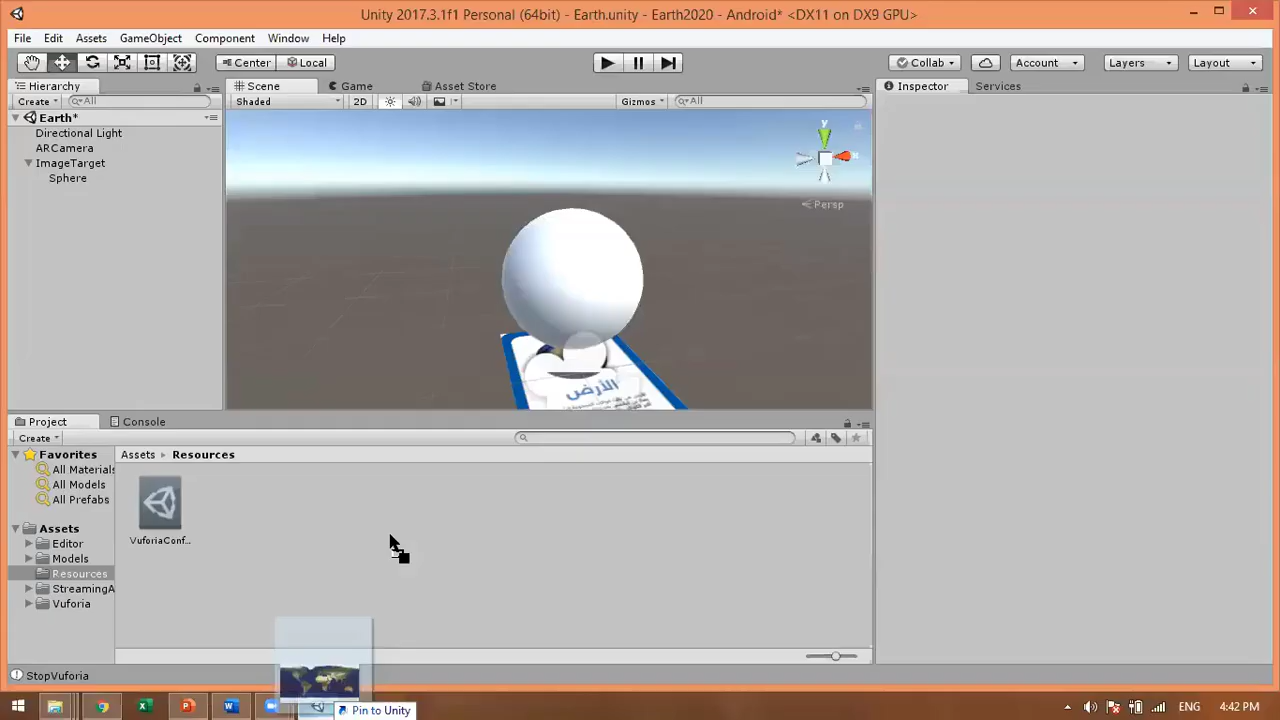 Unity 2017.3.1f1 Personal (64bit) - Earth.unity - Earth2020 - Android* <DX11 on DX9 GPU>
File Edit Assets GameObject Component Window Help
Center Local Collab Account Layers Layout
Hierarchy Scene Game Asset Store Inspector Services
Create All Shaded 2D Gizmos All
Earth*
Directional Light
ARCamera
ImageTarget
Sphere
y
x
Persp
الأرض
Project Console
Create
Favorites
All Materials
All Models
All Prefabs
Assets
Editor
Models
Resources
StreamingA
Vuforia
Assets Resources
VuforiaConf...
StopVuforia
Pin to Unity
ENG 4:42 PM